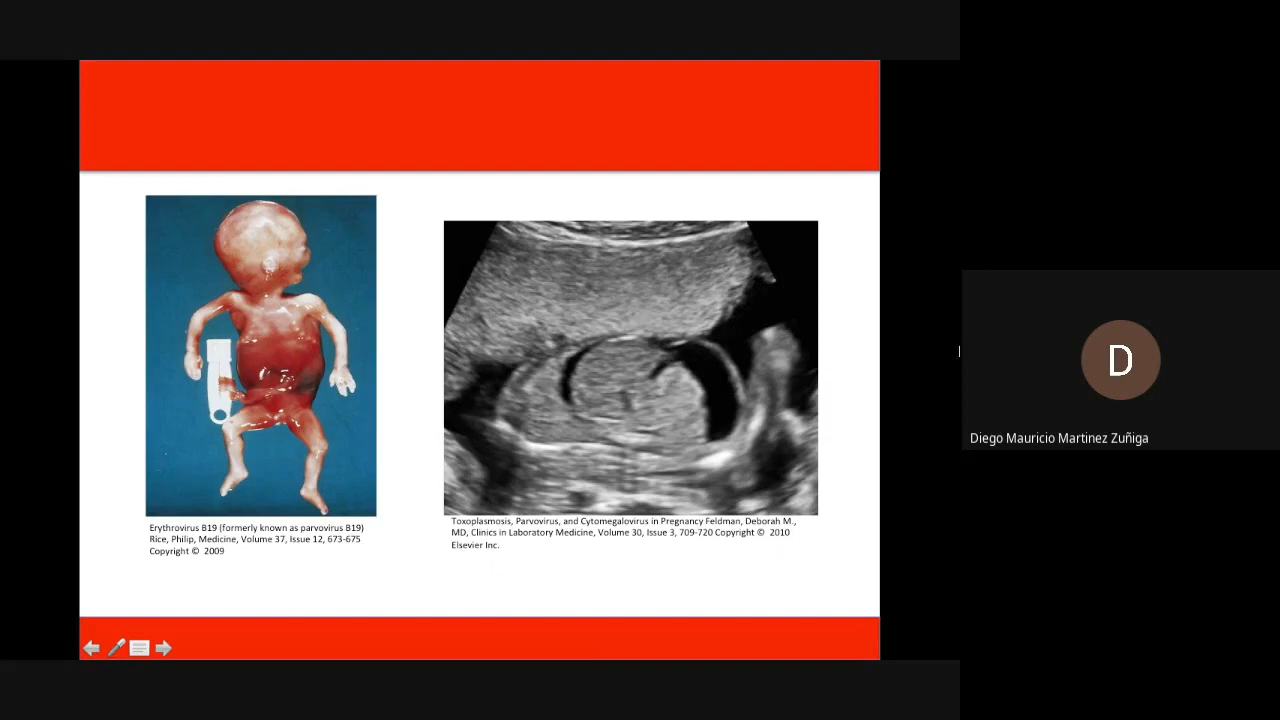 Erythrovirus B19 (formerly known as parvovirus B19)
Rice, Philip, Medicine, Volume 37, Issue 12, 673-675
Copyright © 2009
Toxoplasmosis, Parvovirus, and Cytomegalovirus in Pregnancy Feldman, Deborah M.,
MD, Clinics in Laboratory Medicine, Volume 30, Issue 3, 709-720 Copyright © 2010
Elsevier Inc.
D
Diego Mauricio Martinez Zuñiga